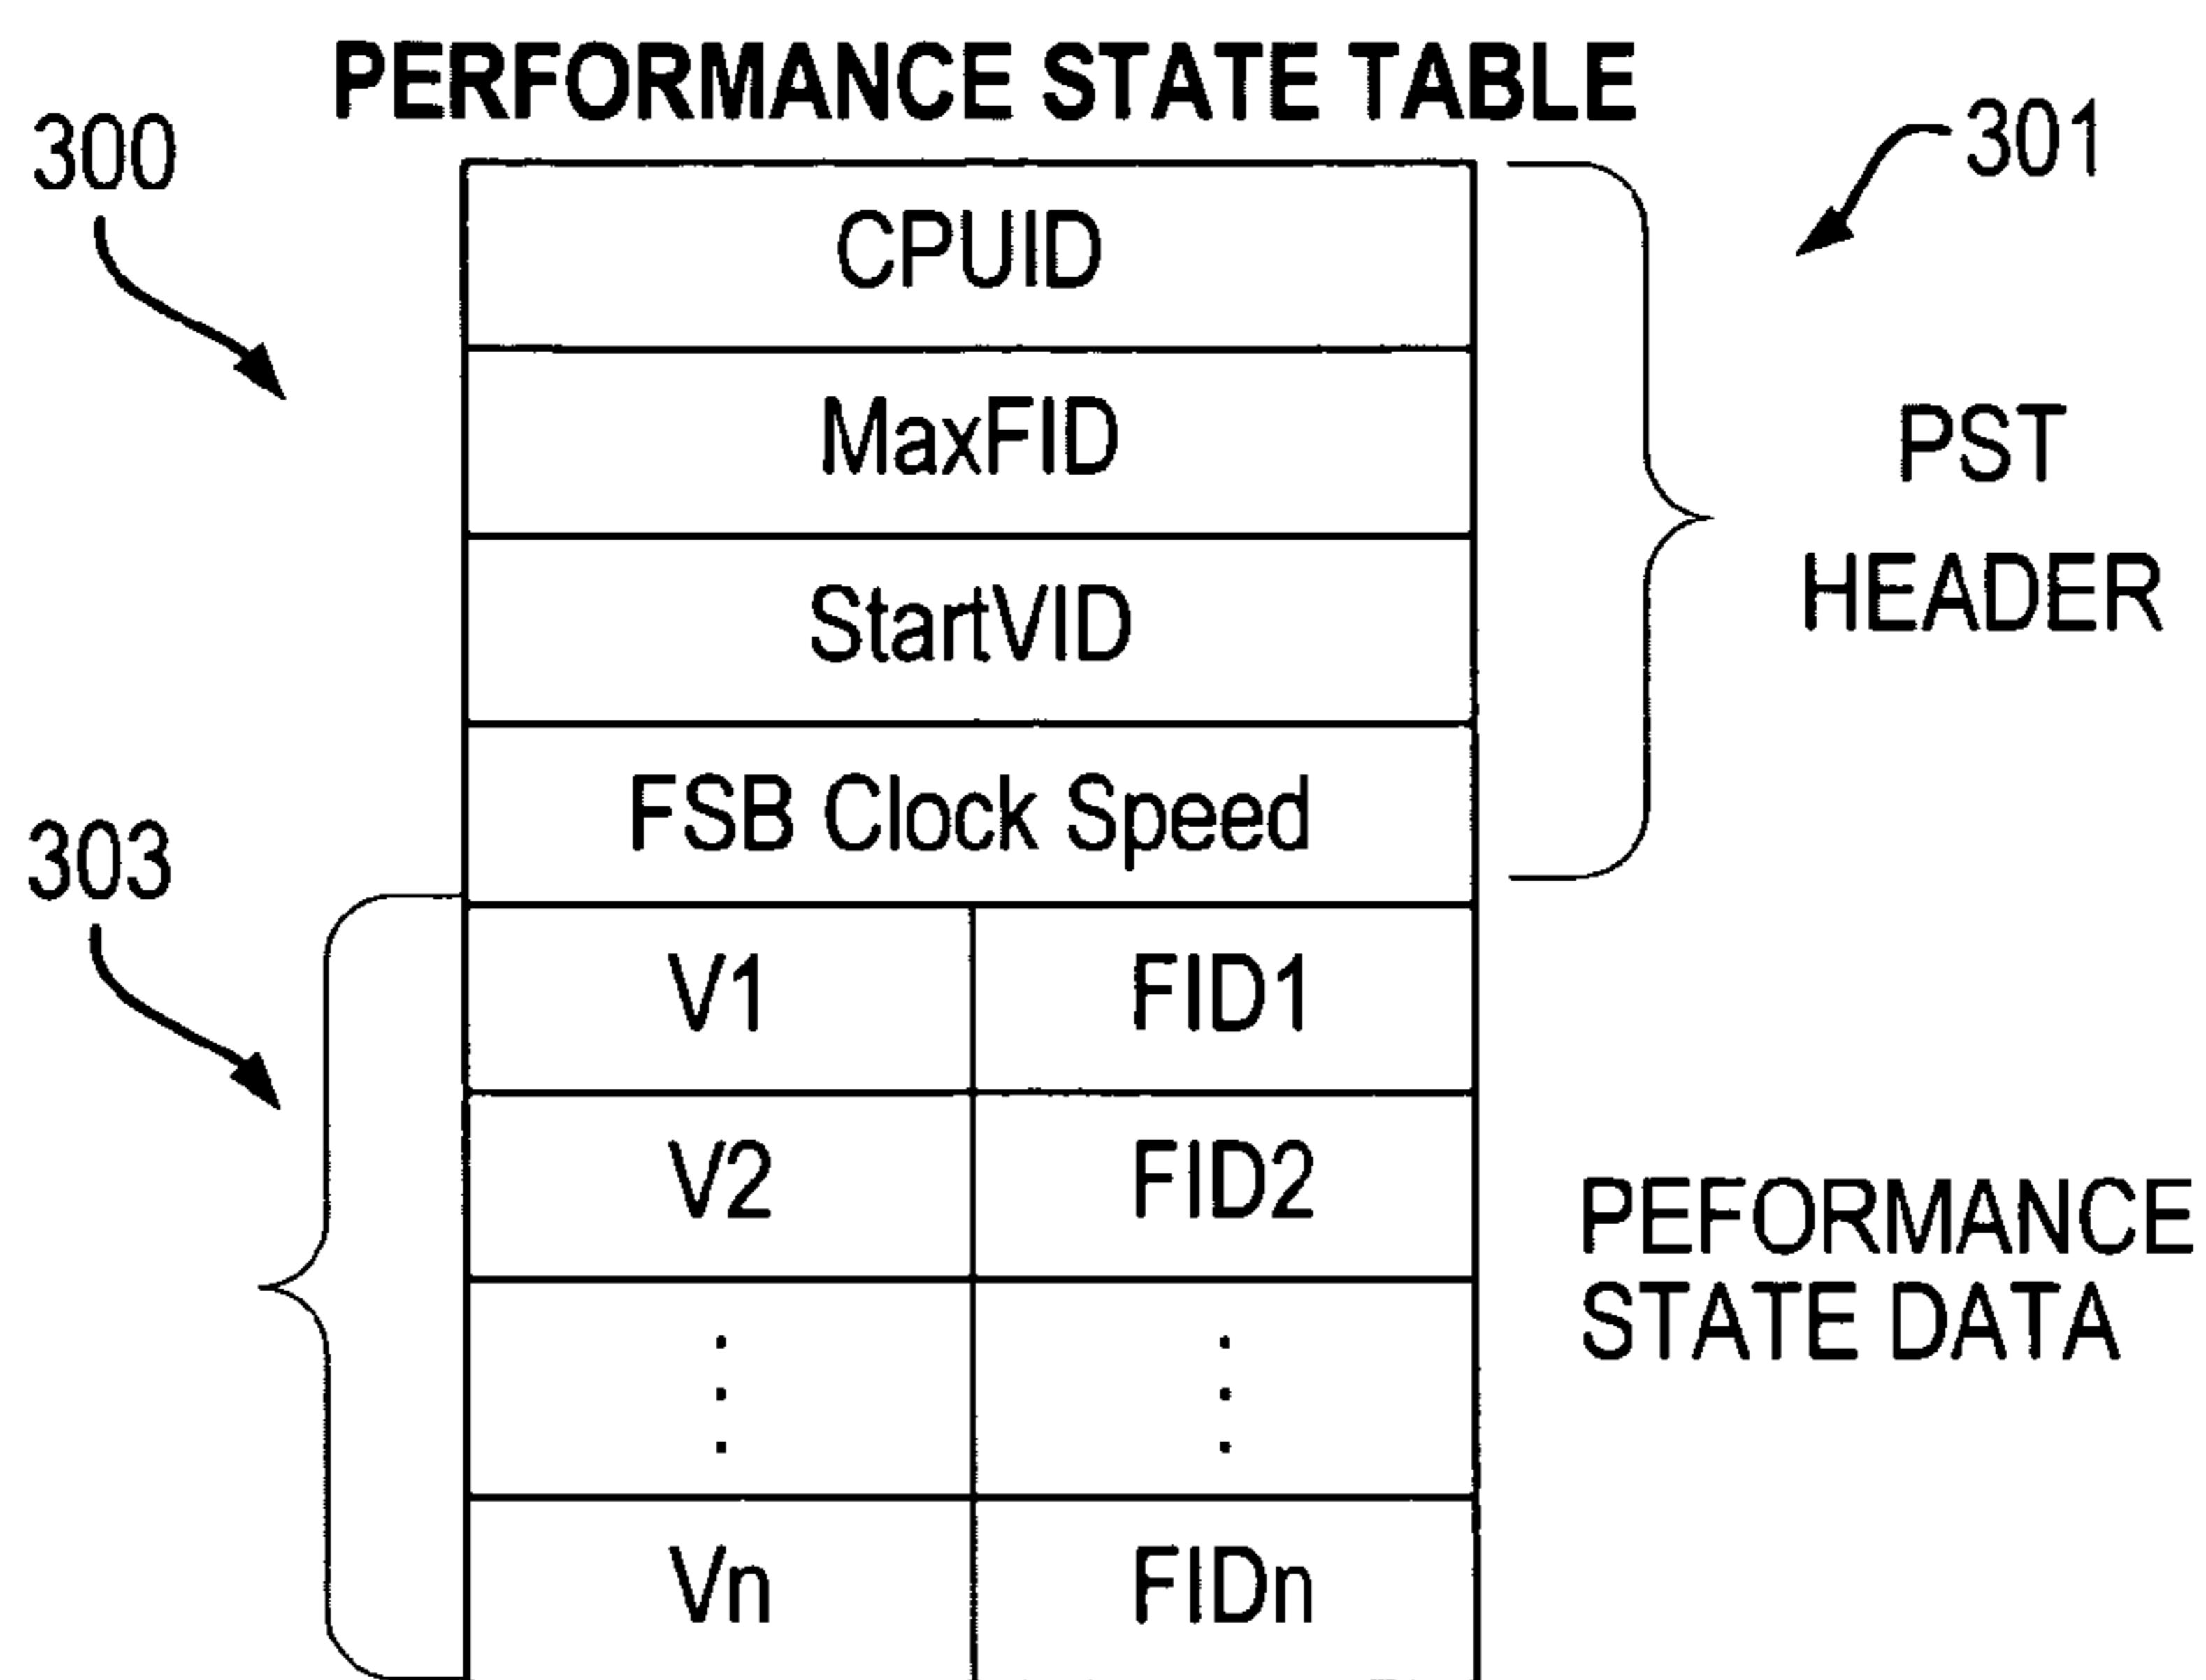 PERFORMANCE STATE TABLE
300
301
CPUID
MaxFID
PST
HEADER
StartVID
FSB Clock Speed
303
V1 FID1
V2 FID2
PEFORMANCE
STATE DATA
Vn FIDn